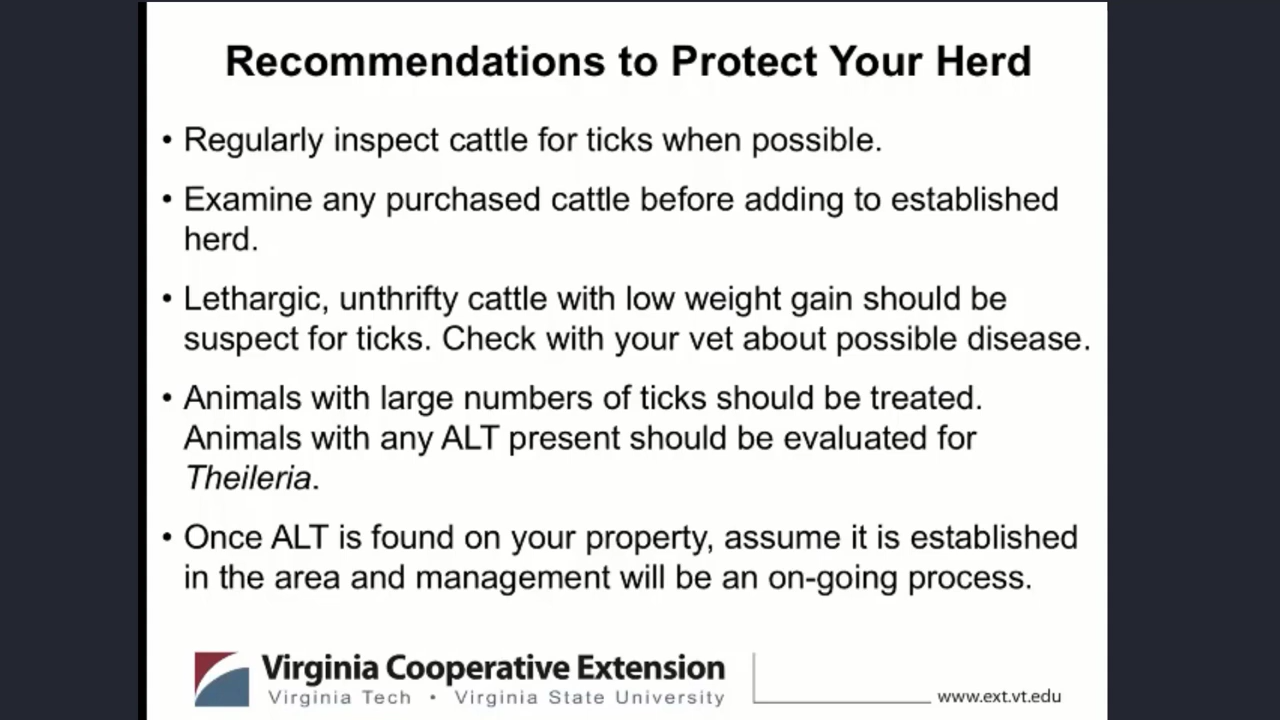 Recommendations to Protect Your Herd
• Regularly inspect cattle for ticks when possible.
• Examine any purchased cattle before adding to established
herd.
• Lethargic, unthrifty cattle with low weight gain should be
suspect for ticks. Check with your vet about possible disease.
• Animals with large numbers of ticks should be treated.
Animals with any ALT present should be evaluated for
Theileria.
• Once ALT is found on your property, assume it is established
in the area and management will be an on-going process.
Virginia Cooperative Extension
Virginia Tech • Virginia State University
www.ext.vt.edu